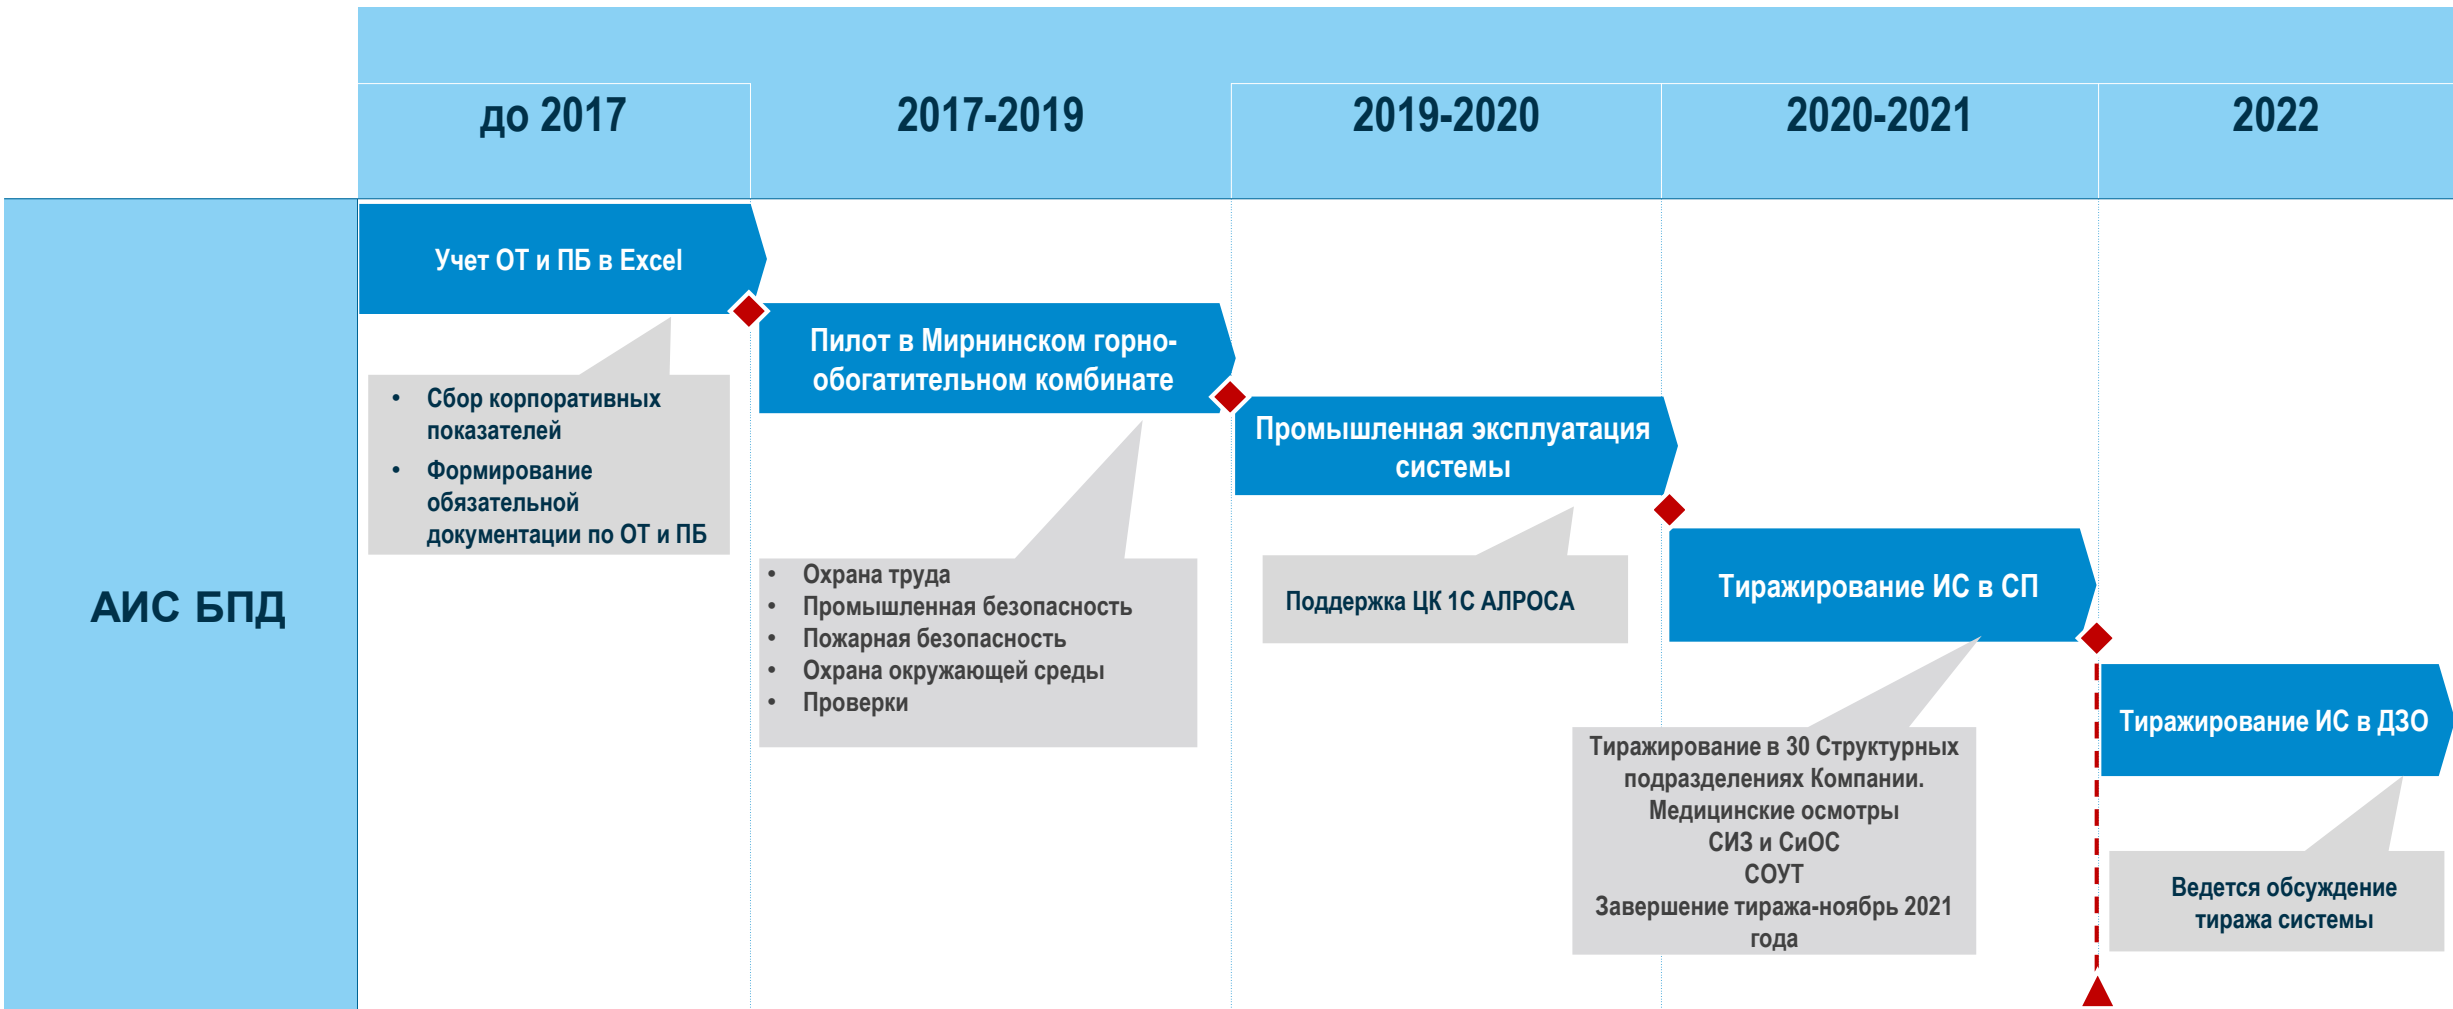 до 2017
2017-2019
2019-2020
2020-2021
2022
АИС БПД
Учет ОТ и ПБ в Excel
• Сбор корпоративных
показателей
• Формирование
обязательной
документации по ОТ и ПБ
Пилот в Мирнинском горно-
обогатительном комбинате
• Охрана труда
• Промышленная безопасность
• Пожарная безопасность
• Охрана окружающей среды
• Проверки
Промышленная эксплуатация
системы
Поддержка ЦК 1С АЛРОСА
Тиражирование ИС в СП
Тиражирование в 30 Структурных
подразделениях Компании.
Медицинские осмотры
СИЗ и СиОС
СОУТ
Завершение тиража-ноябрь 2021
года
Тиражирование ИС в ДЗО
Ведется обсуждение
тиража системы